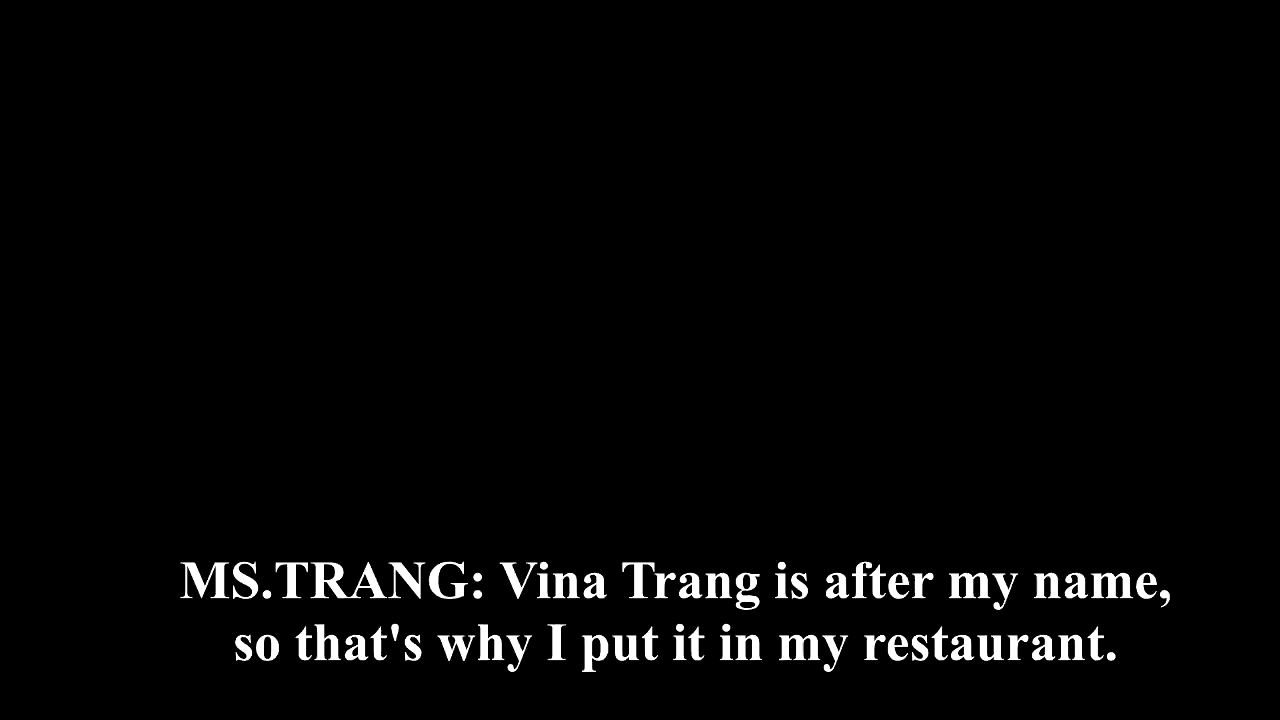 MS.TRANG: Vina Trang is after my name,
so that's why I put it in my restaurant.